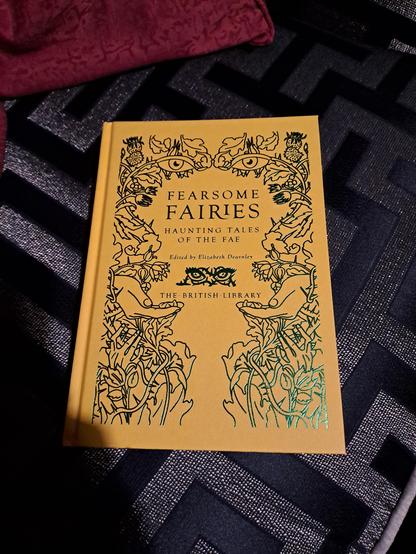 FEARSOME
FAIRIES
HAUNTING TALES
OF THE FAE
Edited by Elizabeth Dearnley
THE·BRITISH·LIBRARY